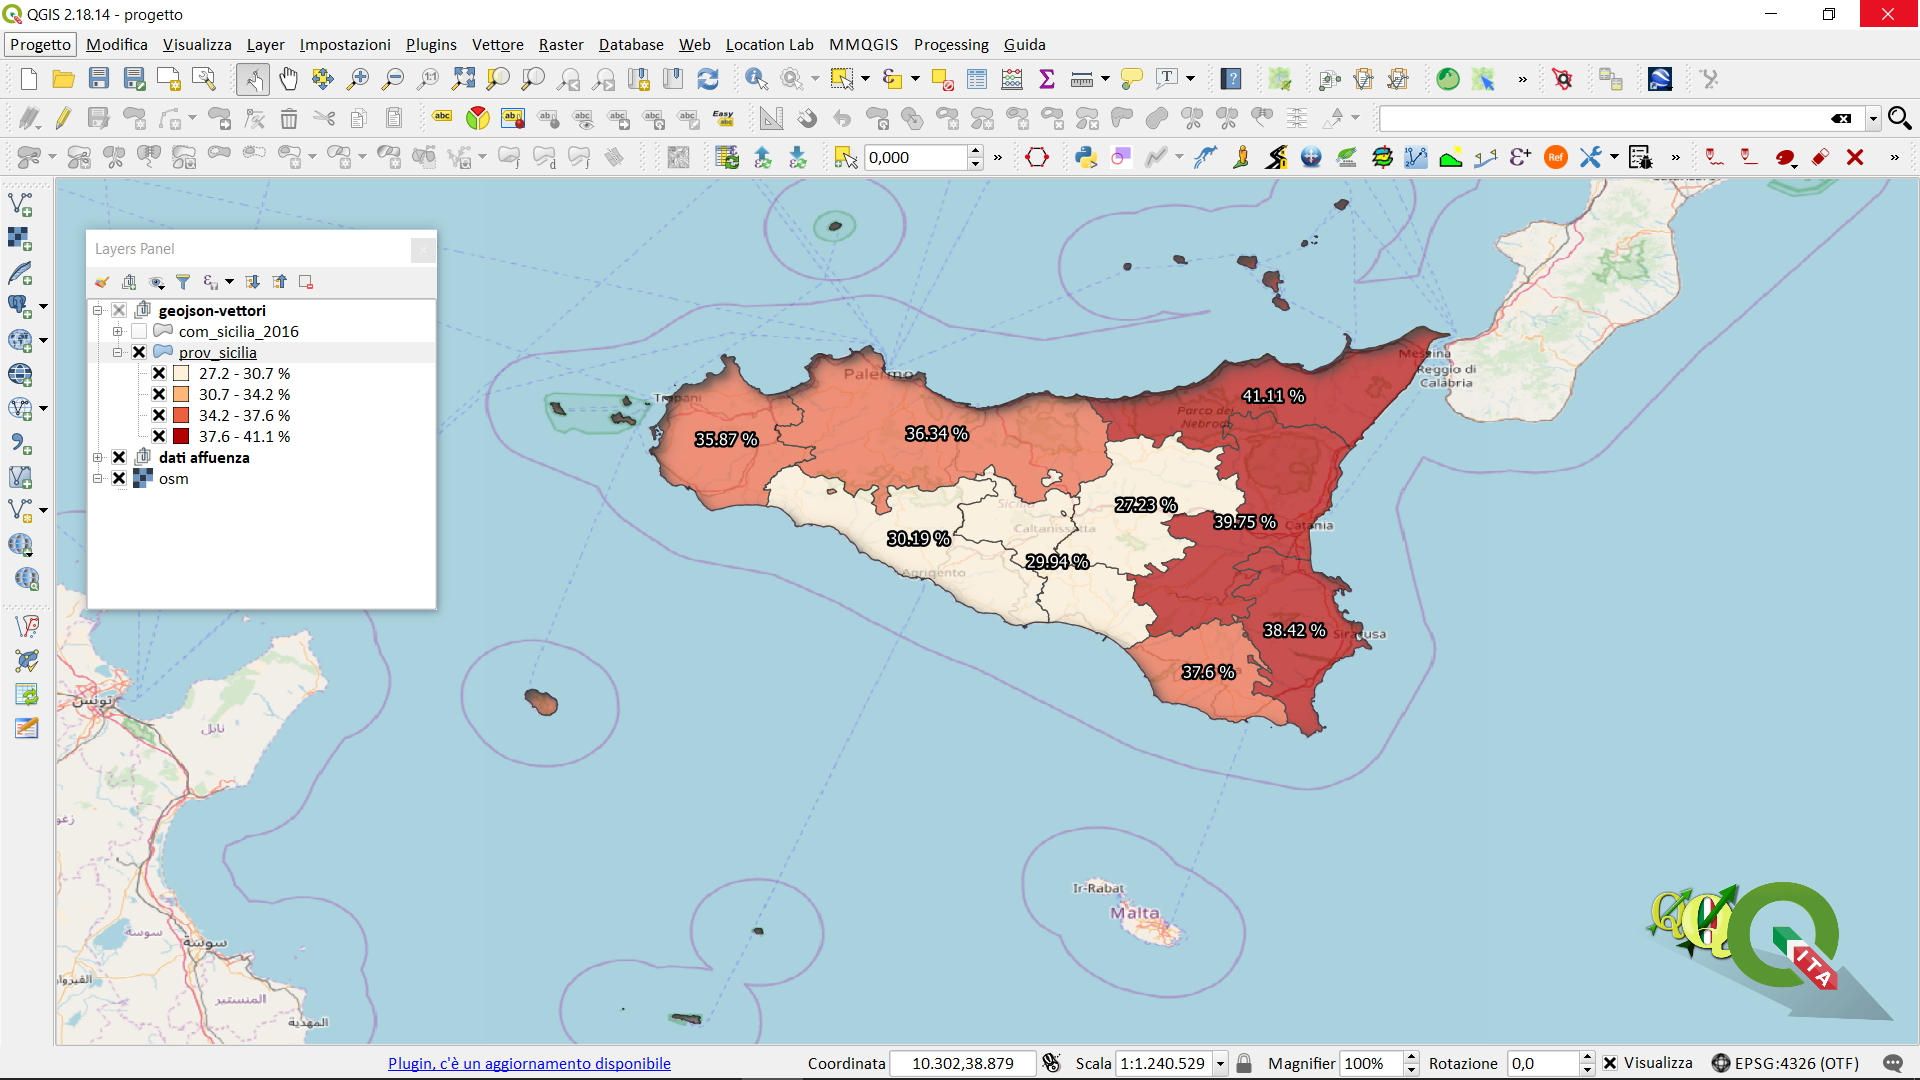 QGIS 2.18.14 - progetto
Progetto Modifica Visualizza Layer Impostazioni Plugins Vettore Raster Database Web Location Lab MMQGIS Processing Guida
abc abc Easy abc
0,000
Ref
Layers Panel
geojson-vettori
com_sicilia_2016
prov_sicilia
27.2 - 30.7 %
30.7 - 34.2 %
34.2 - 37.6 %
37.6 - 41.1 %
dati affuenza
osm
Messina
Reggio di
Calabria
Palermo
Trapani
41.11 %
Parco dei
Nebrodi
35.87 %
36.34 %
27.23 %
Sicilia
Caltanissetta
39.75 %
Catania
30.19 %
29.94 %
Agrigento
38.42 %
Siracusa
37.6 %
تونس
نابل
سوسة
سوسة
المنستير
المهدية
Ir-Rabat
Malta
ITA
Plugin, c'è un aggiornamento disponibile
Coordinata 10.302,38.879 Scala 1:1.240.529 Magnifier 100% Rotazione 0,0 Visualizza EPSG:4326 (OTF)